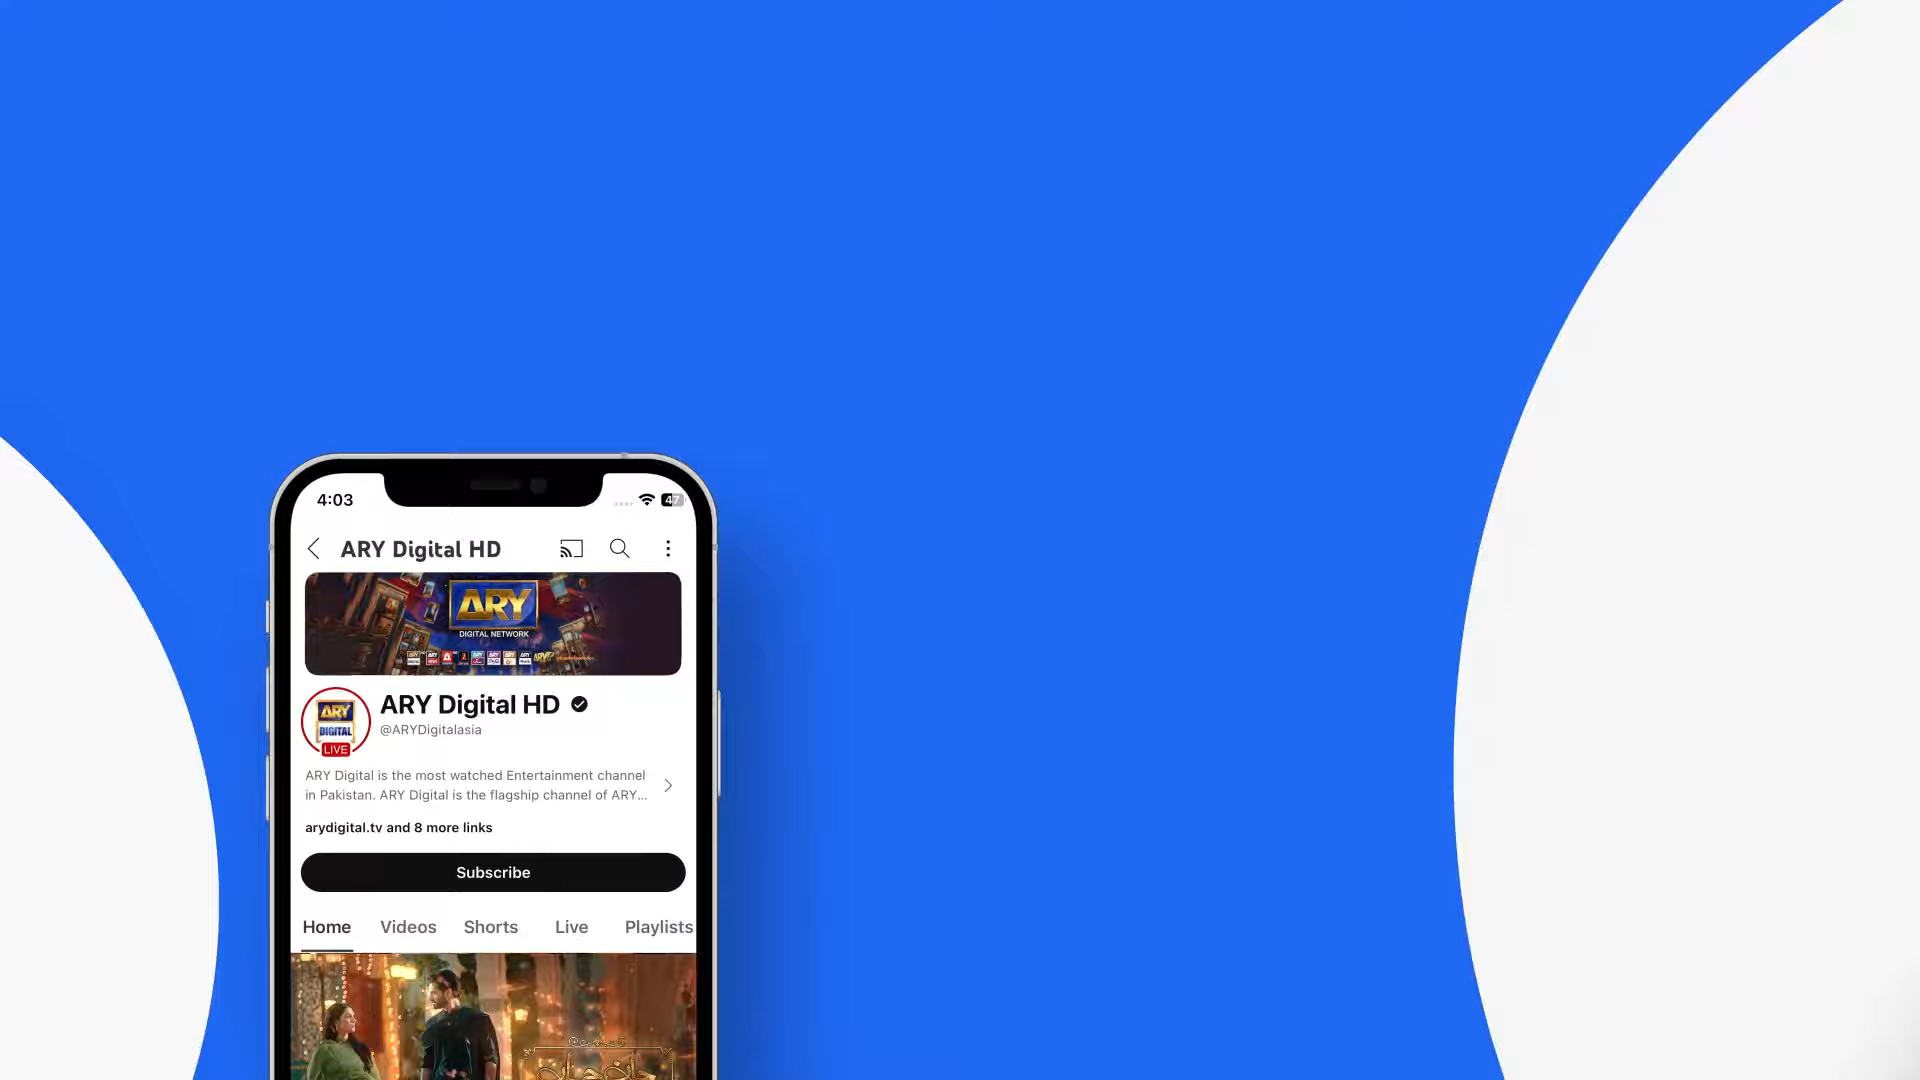 4:03
47
ARY Digital HD
ARY
DIGITAL NETWORK
ARY Digital HD
@ARYDigitalasia
ARY
DIGITAL
LIVE
ARY Digital is the most watched Entertainment channel
in Pakistan. ARY Digital is the flagship channel of ARY...
arydigital.tv and 8 more links
Subscribe
Home Videos Shorts Live Playlists